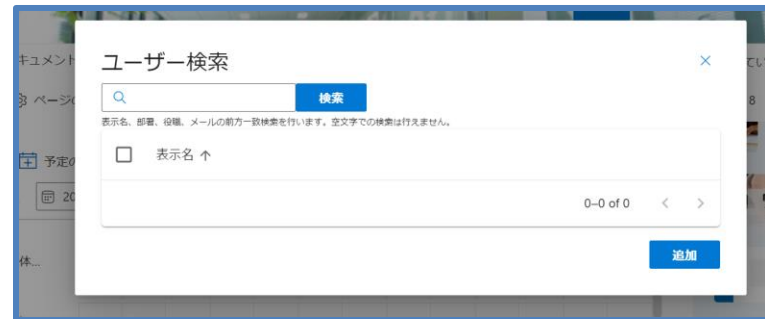 ユーザー検索
検索
表示名、部署、役職、メールの前方一致検索を行います。空文字での検索は行えません。
表示名 ↑
0–0 of 0
追加
キュメント
ページの
予定の
20
体...
てい
8